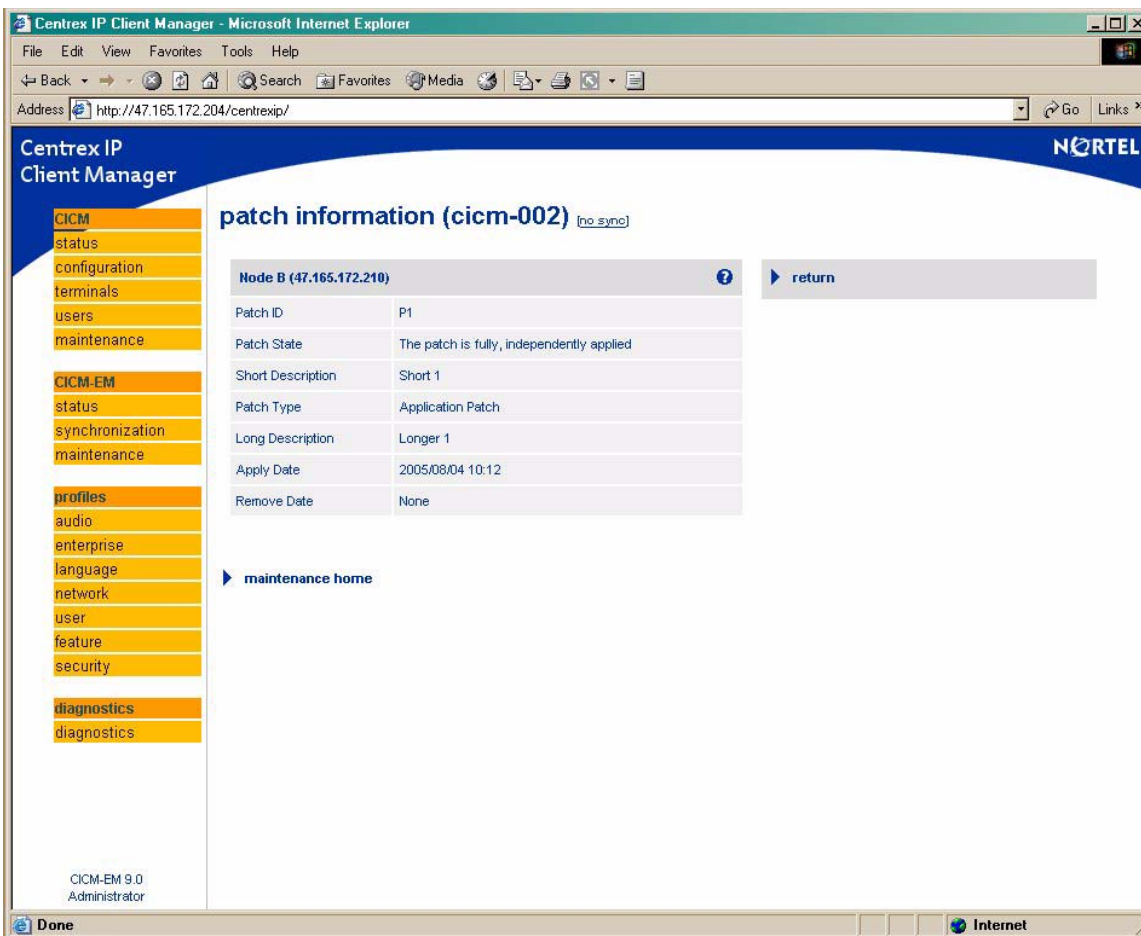 Centrex IP Client Manager - Microsoft Internet Explorer
File Edit View Favorites Tools Help
Back Search Favorites Media
Address http://47.165.172.204/centrexip/ Go Links »
Centrex IP
Client Manager
NORTEL
CICM
status
configuration
terminals
users
maintenance
CICM-EM
status
synchronization
maintenance
profiles
audio
enterprise
language
network
user
feature
security
diagnostics
diagnostics
CICM-EM 9.0
Administrator
patch information (cicm-002) [no sync]
Node B (47.165.172.210) ?
Patch ID P1
Patch State The patch is fully, independently applied
Short Description Short 1
Patch Type Application Patch
Long Description Longer 1
Apply Date 2005/08/04 10:12
Remove Date None
return
maintenance home
Done Internet